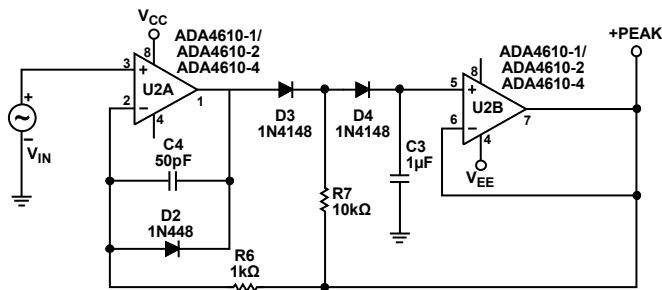 VCC
ADA4610-1/
ADA4610-2
ADA4610-4
8
3
+
U2A
2
−
1
4
+
−
VIN
D3
1N4148
D4
1N4148
ADA4610-1/
ADA4610-2
ADA4610-4
+PEAK
8
5
+
U2B
6
−
7
4
VEE
C4
50pF
C3
1µF
D2
1N448
R7
10kΩ
R6
1kΩ